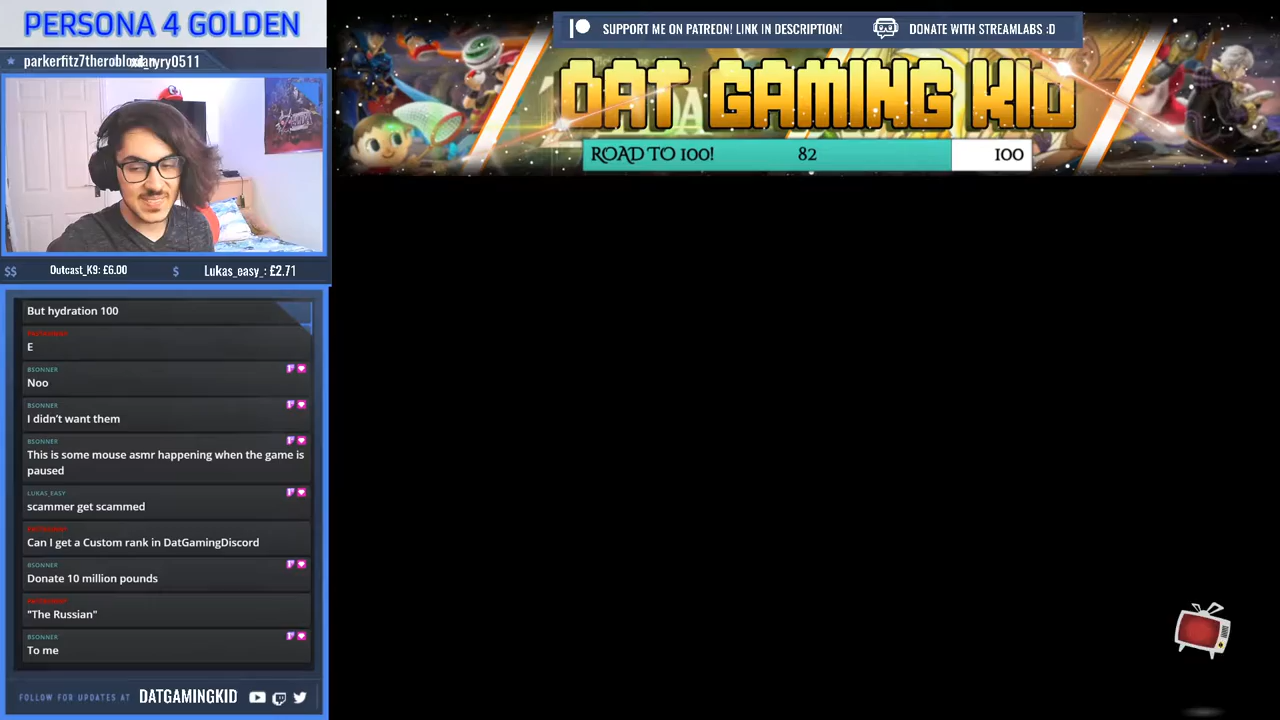 PERSONA 4 GOLDEN
SUPPORT ME ON PATREON! LINK IN DESCRIPTION!
DONATE WITH STREAMLABS :D
DAT GAMING KID
ROAD TO 100! 82 100
$$ Outcast_K9: £6.00 $ Lukas_easy_: £2.71
But hydration 100
E
BSONNER
Noo
BSONNER
I didn't want them
BSONNER
This is some mouse asmr happening when the game is
paused
LUKAS_EASY
scammer get scammed
Can I get a Custom rank in DatGamingDiscord
BSONNER
Donate 10 million pounds
"The Russian"
BSONNER
To me
FOLLOW FOR UPDATES AT DATGAMINGKID